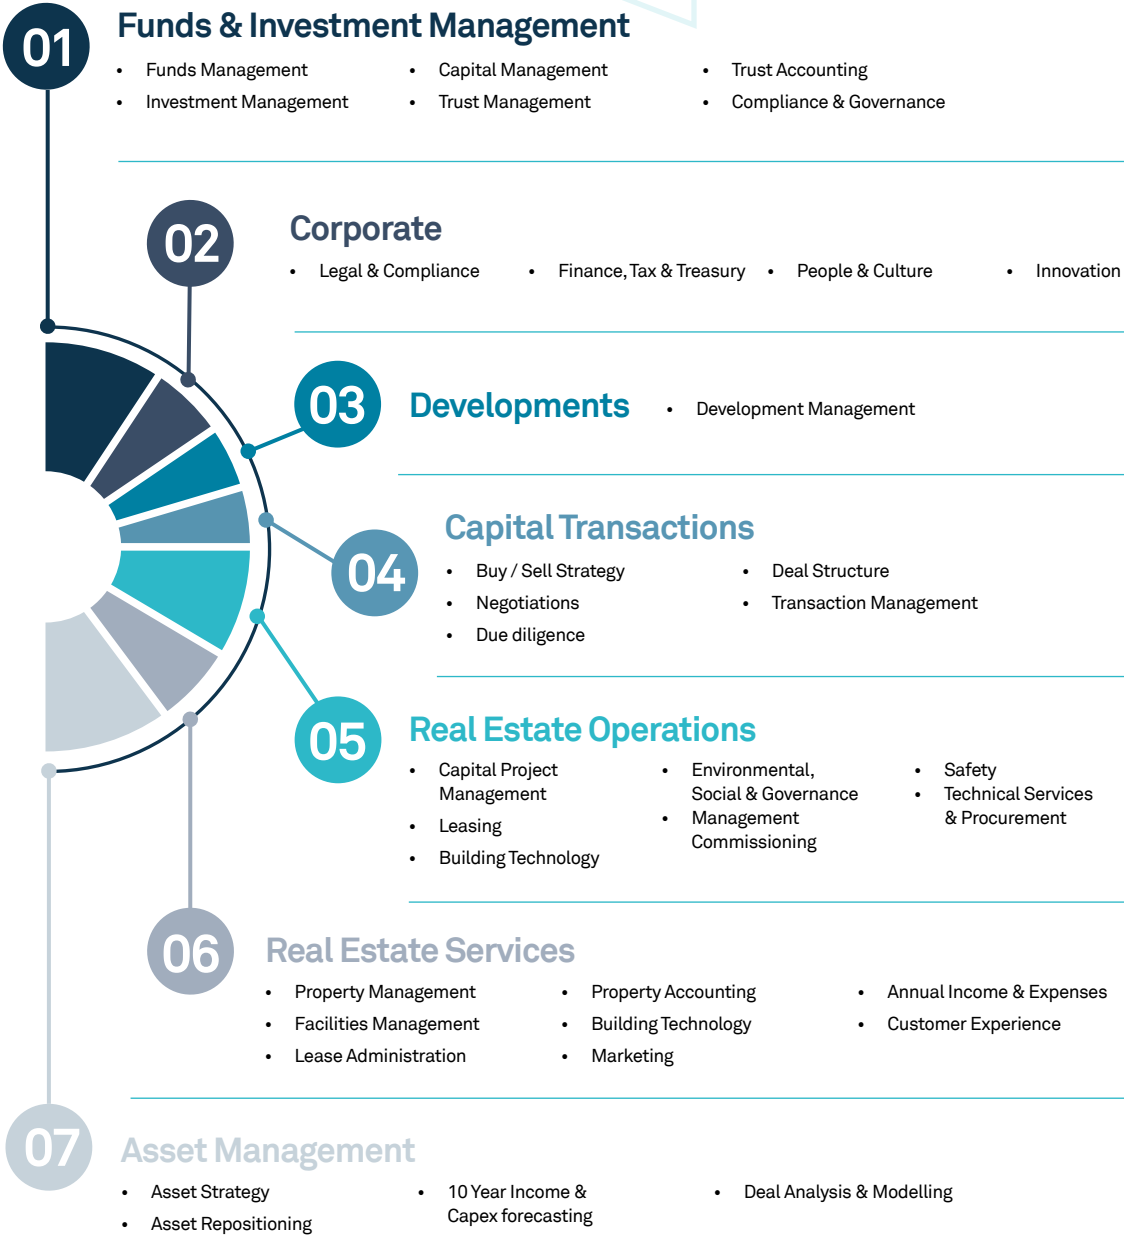 01
Funds & Investment Management
• Funds Management
• Investment Management
• Capital Management
• Trust Management
• Trust Accounting
• Compliance & Governance
02
Corporate
• Legal & Compliance
• Finance, Tax & Treasury
• People & Culture
• Innovation
03
Developments
• Development Management
04
Capital Transactions
• Buy / Sell Strategy
• Negotiations
• Due diligence
• Deal Structure
• Transaction Management
05
Real Estate Operations
• Capital Project
Management
• Leasing
• Building Technology
• Environmental,
Social & Governance
• Management
Commissioning
• Safety
• Technical Services
& Procurement
06
Real Estate Services
• Property Management
• Facilities Management
• Lease Administration
• Property Accounting
• Building Technology
• Marketing
• Annual Income & Expenses
• Customer Experience
07
Asset Management
• Asset Strategy
• Asset Repositioning
• 10 Year Income &
Capex forecasting
• Deal Analysis & Modelling